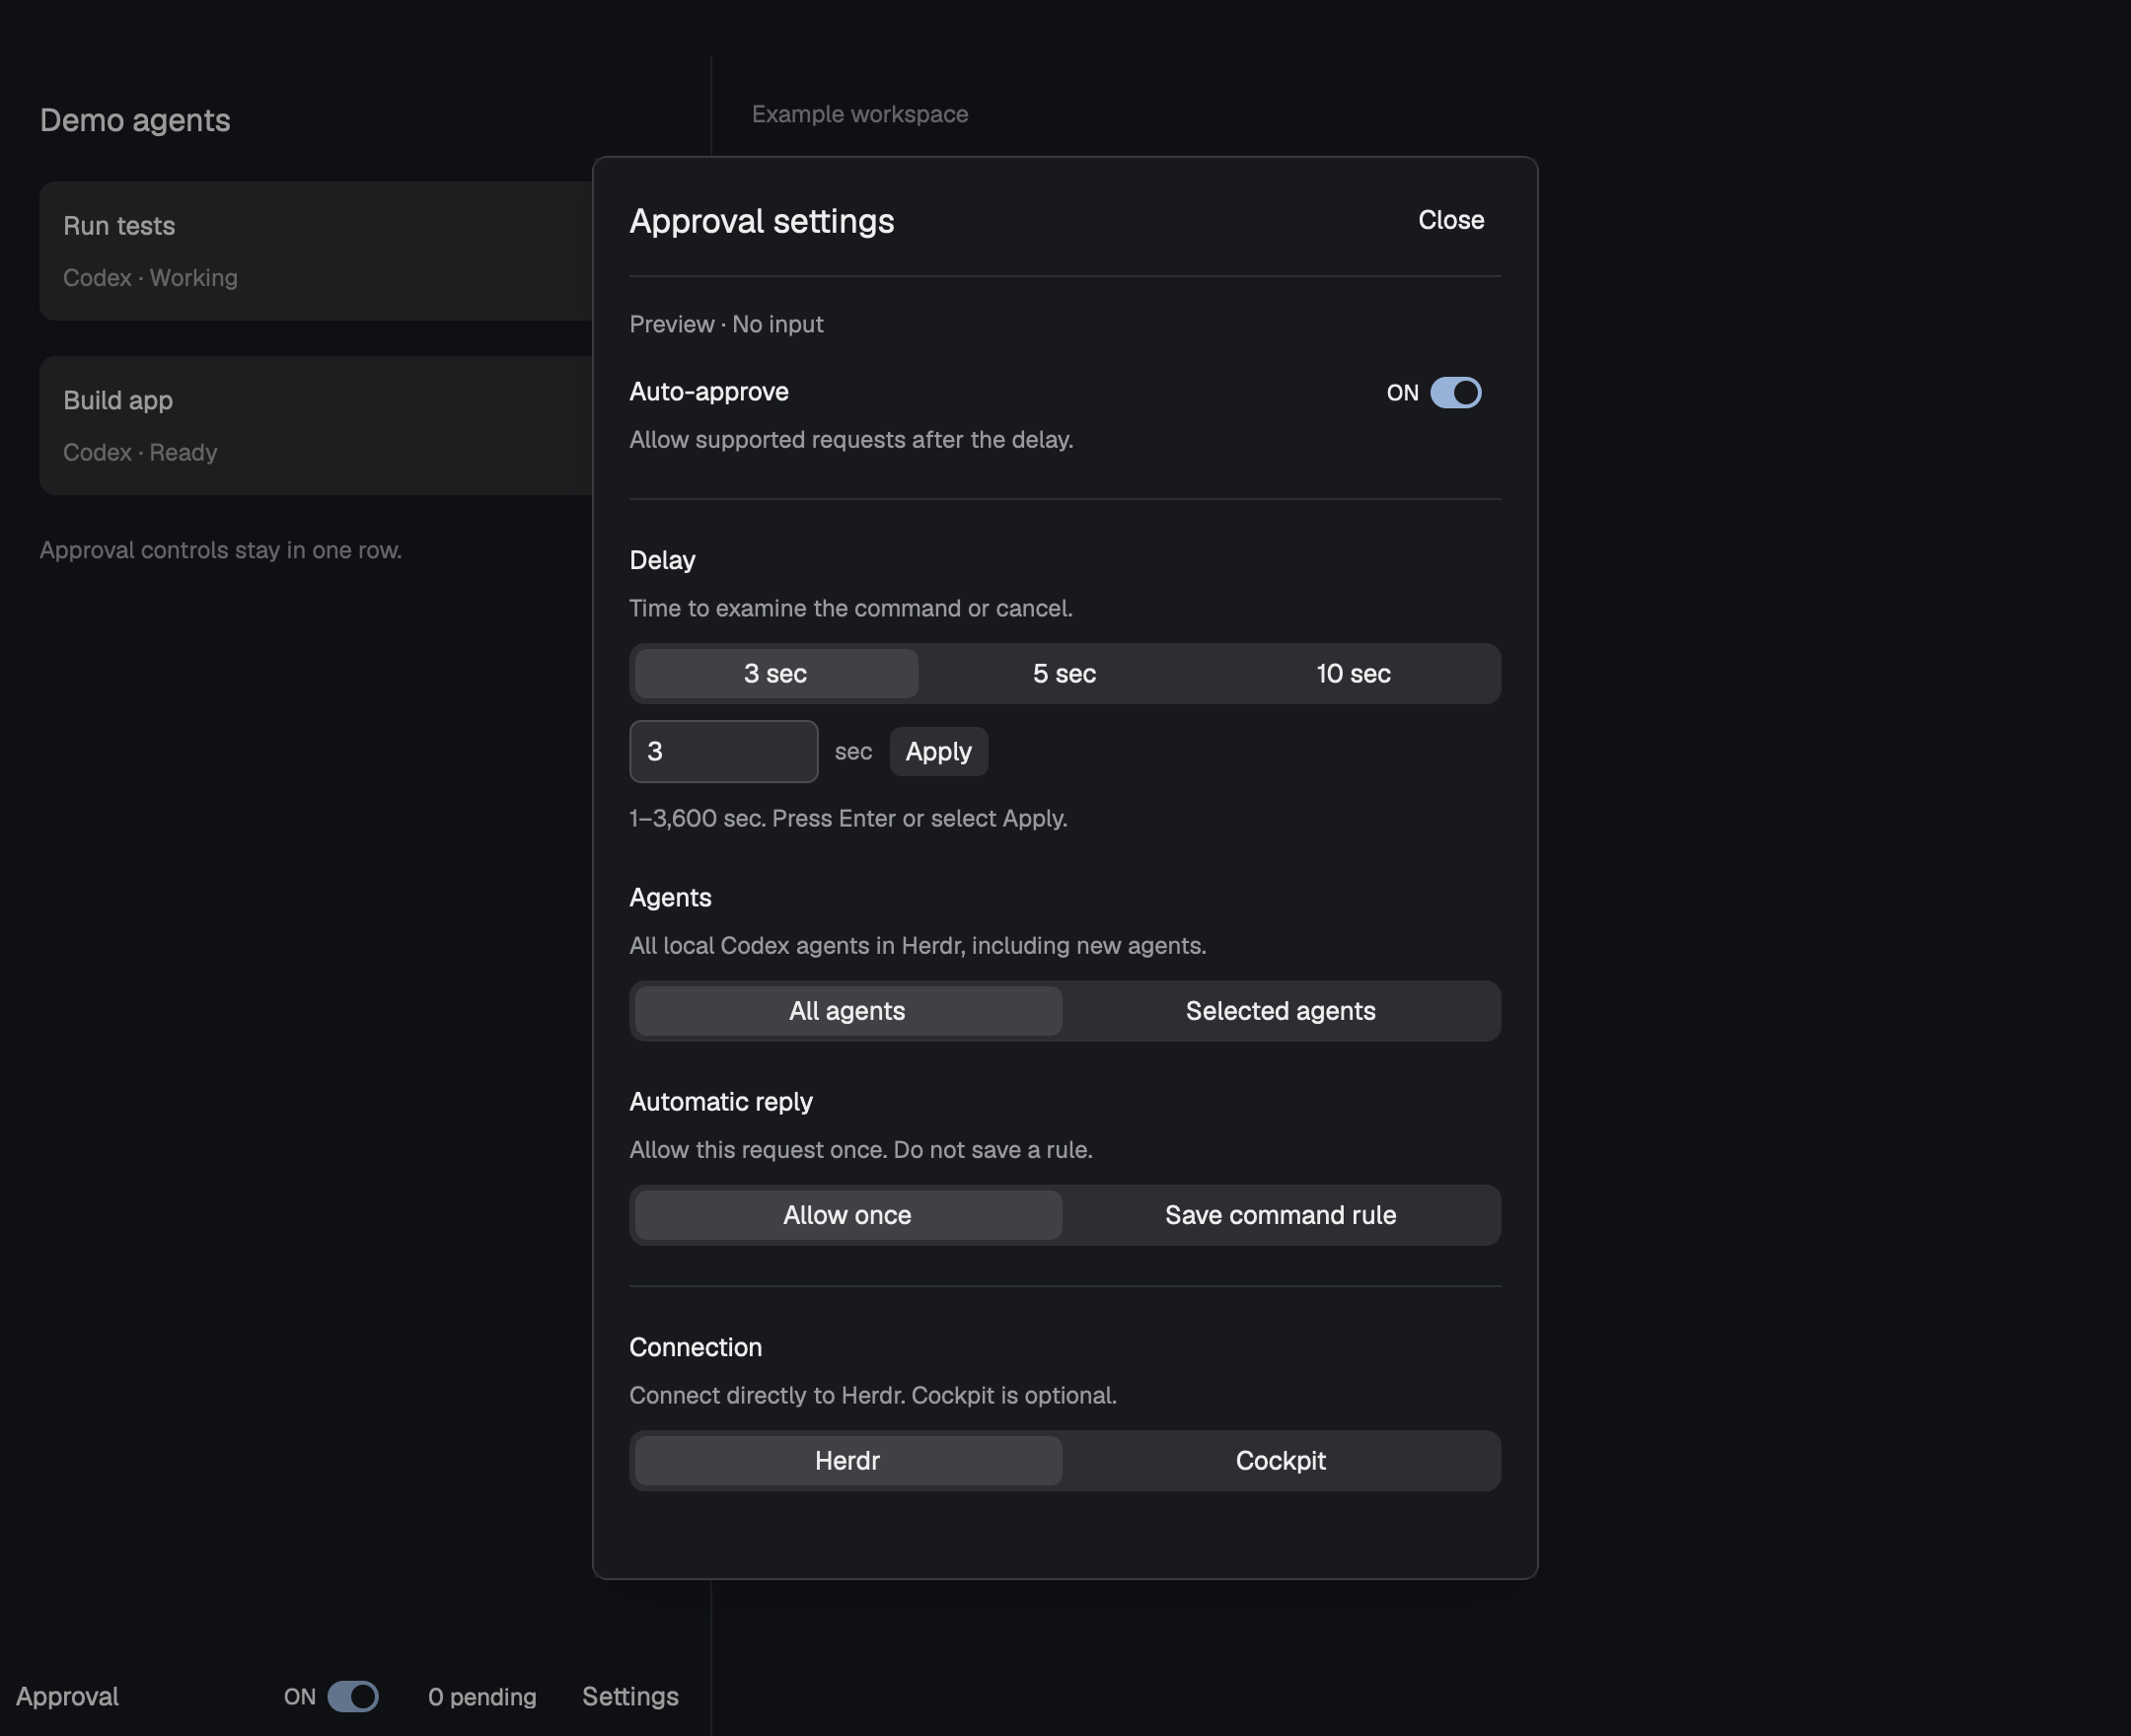 Demo agents
Example workspace
Run tests
Codex · Working
Build app
Codex · Ready
Approval controls stay in one row.
Approval settings
Close
Preview · No input
Auto-approve
ON
Allow supported requests after the delay.
Delay
Time to examine the command or cancel.
3 sec
5 sec
10 sec
3
sec
Apply
1–3,600 sec. Press Enter or select Apply.
Agents
All local Codex agents in Herdr, including new agents.
All agents
Selected agents
Automatic reply
Allow this request once. Do not save a rule.
Allow once
Save command rule
Connection
Connect directly to Herdr. Cockpit is optional.
Herdr
Cockpit
Approval
ON
0 pending
Settings